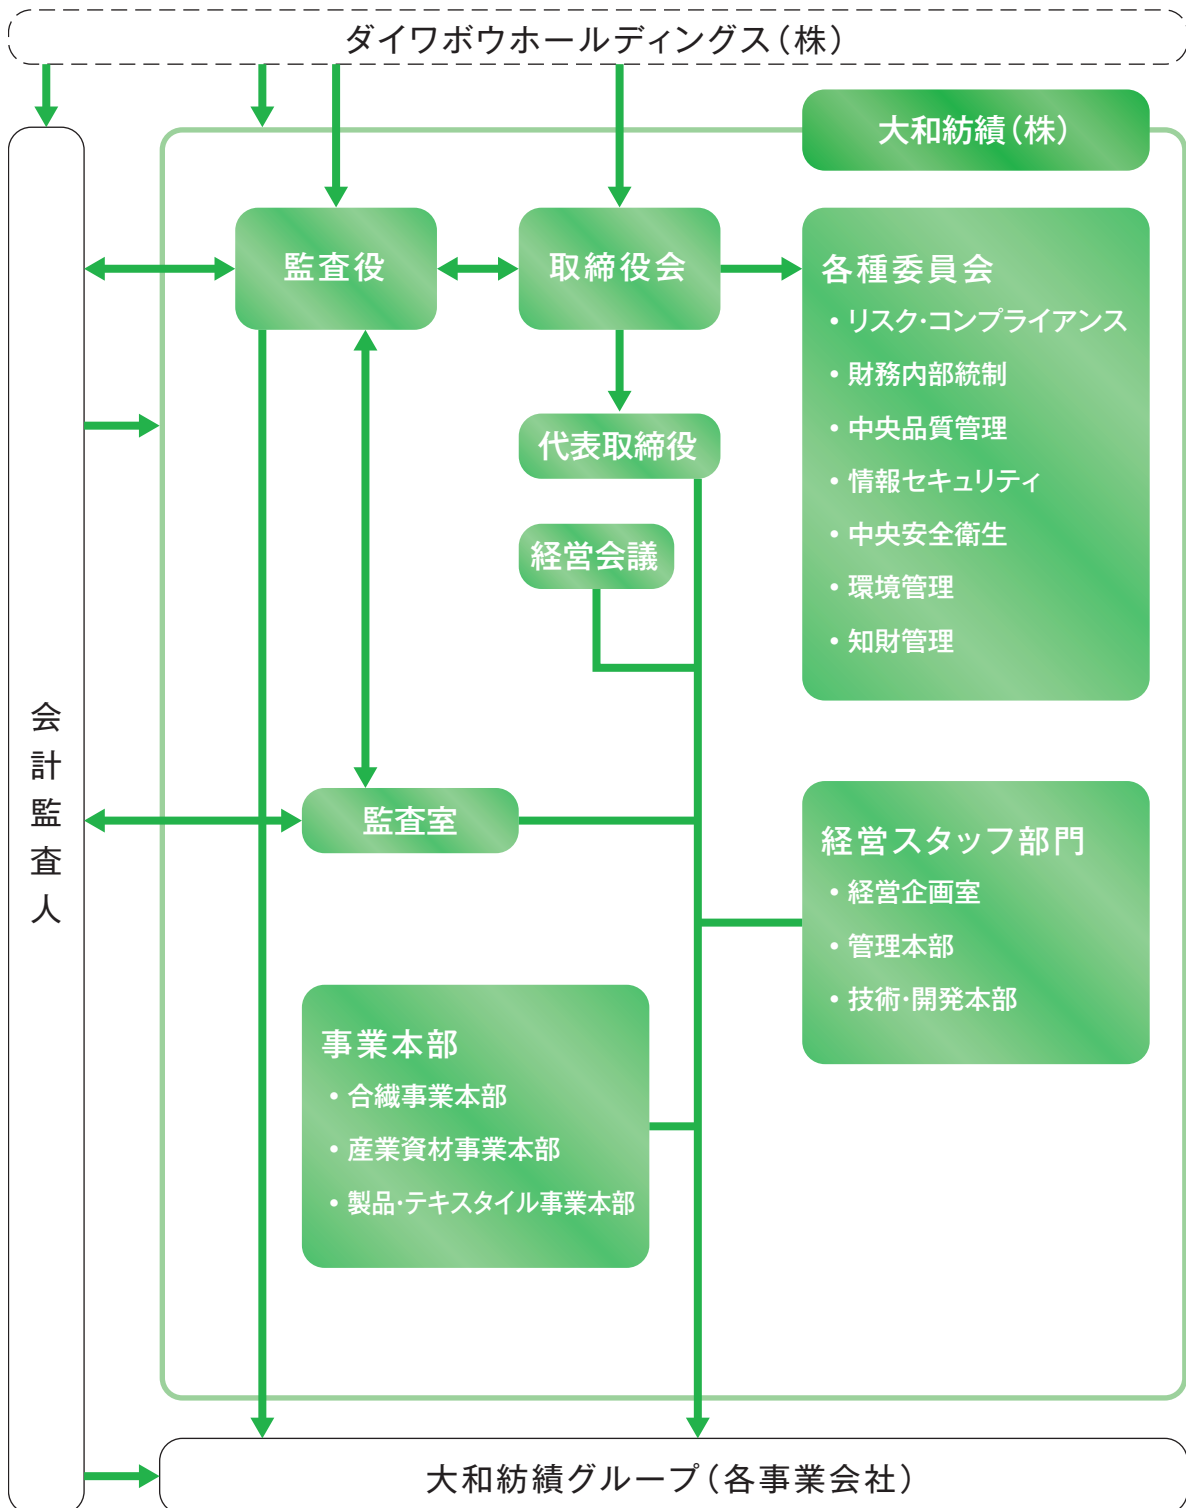 ダイワボウホールディングス（株）
大和紡績（株）
監査役
取締役会
各種委員会
・リスク・コンプライアンス
・財務内部統制
・中央品質管理
・情報セキュリティ
・中央安全衛生
・環境管理
・知財管理
代表取締役
経営会議
会計監査人
監査室
経営スタッフ部門
・経営企画室
・管理本部
・技術・開発本部
事業本部
・合繊事業本部
・産業資材事業本部
・製品・テキスタイル事業本部
大和紡績グループ（各事業会社）